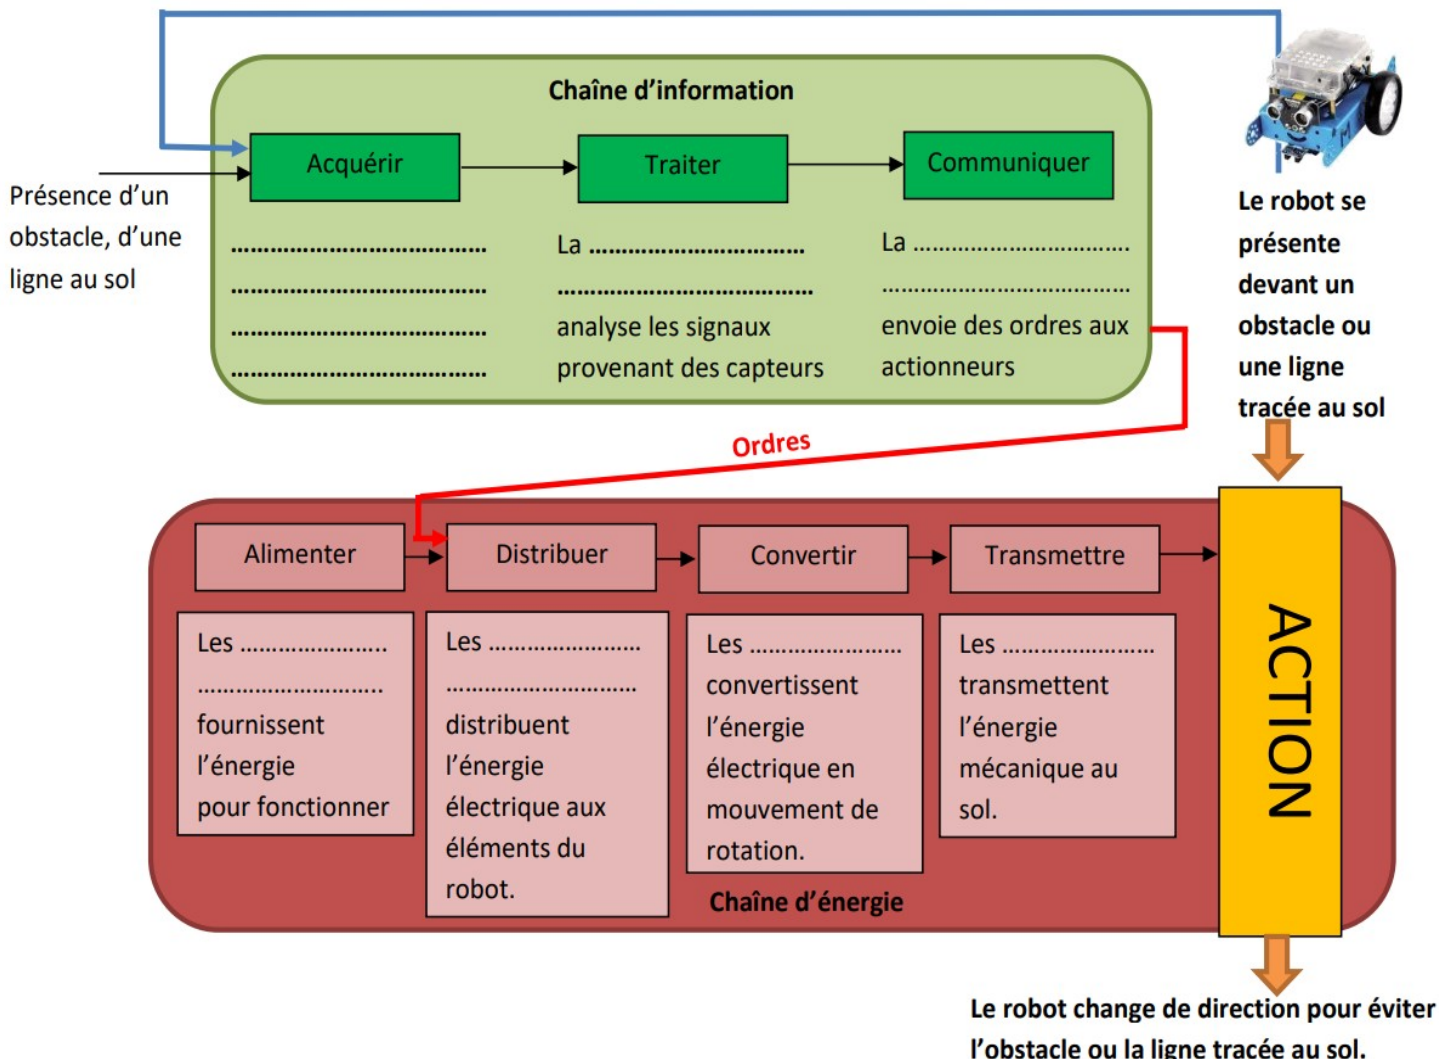 Chaîne d’information
Acquérir
Traiter
Communiquer
Présence d’un
obstacle, d’une
ligne au sol
……………………………………
……………………………………
……………………………………
……………………………………
La ………………………………
……………………………………
analyse les signaux
provenant des capteurs
La ………………………………
……………………………………
envoie des ordres aux
actionneurs
Le robot se
présente
devant un
obstacle ou
une ligne
tracée au sol
Ordres
Alimenter
Distribuer
Convertir
Transmettre
Les …………………..
………………………..
fournissent
l’énergie
pour fonctionner
Les ……………………
…………………………
distribuent
l’énergie
électrique aux
éléments du
robot.
Les ……………………
convertissent
l’énergie
électrique en
mouvement de
rotation.
Les ……………………
transmettent
l’énergie
mécanique au
sol.
ACTION
Chaîne d’énergie
Le robot change de direction pour éviter
l’obstacle ou la ligne tracée au sol.